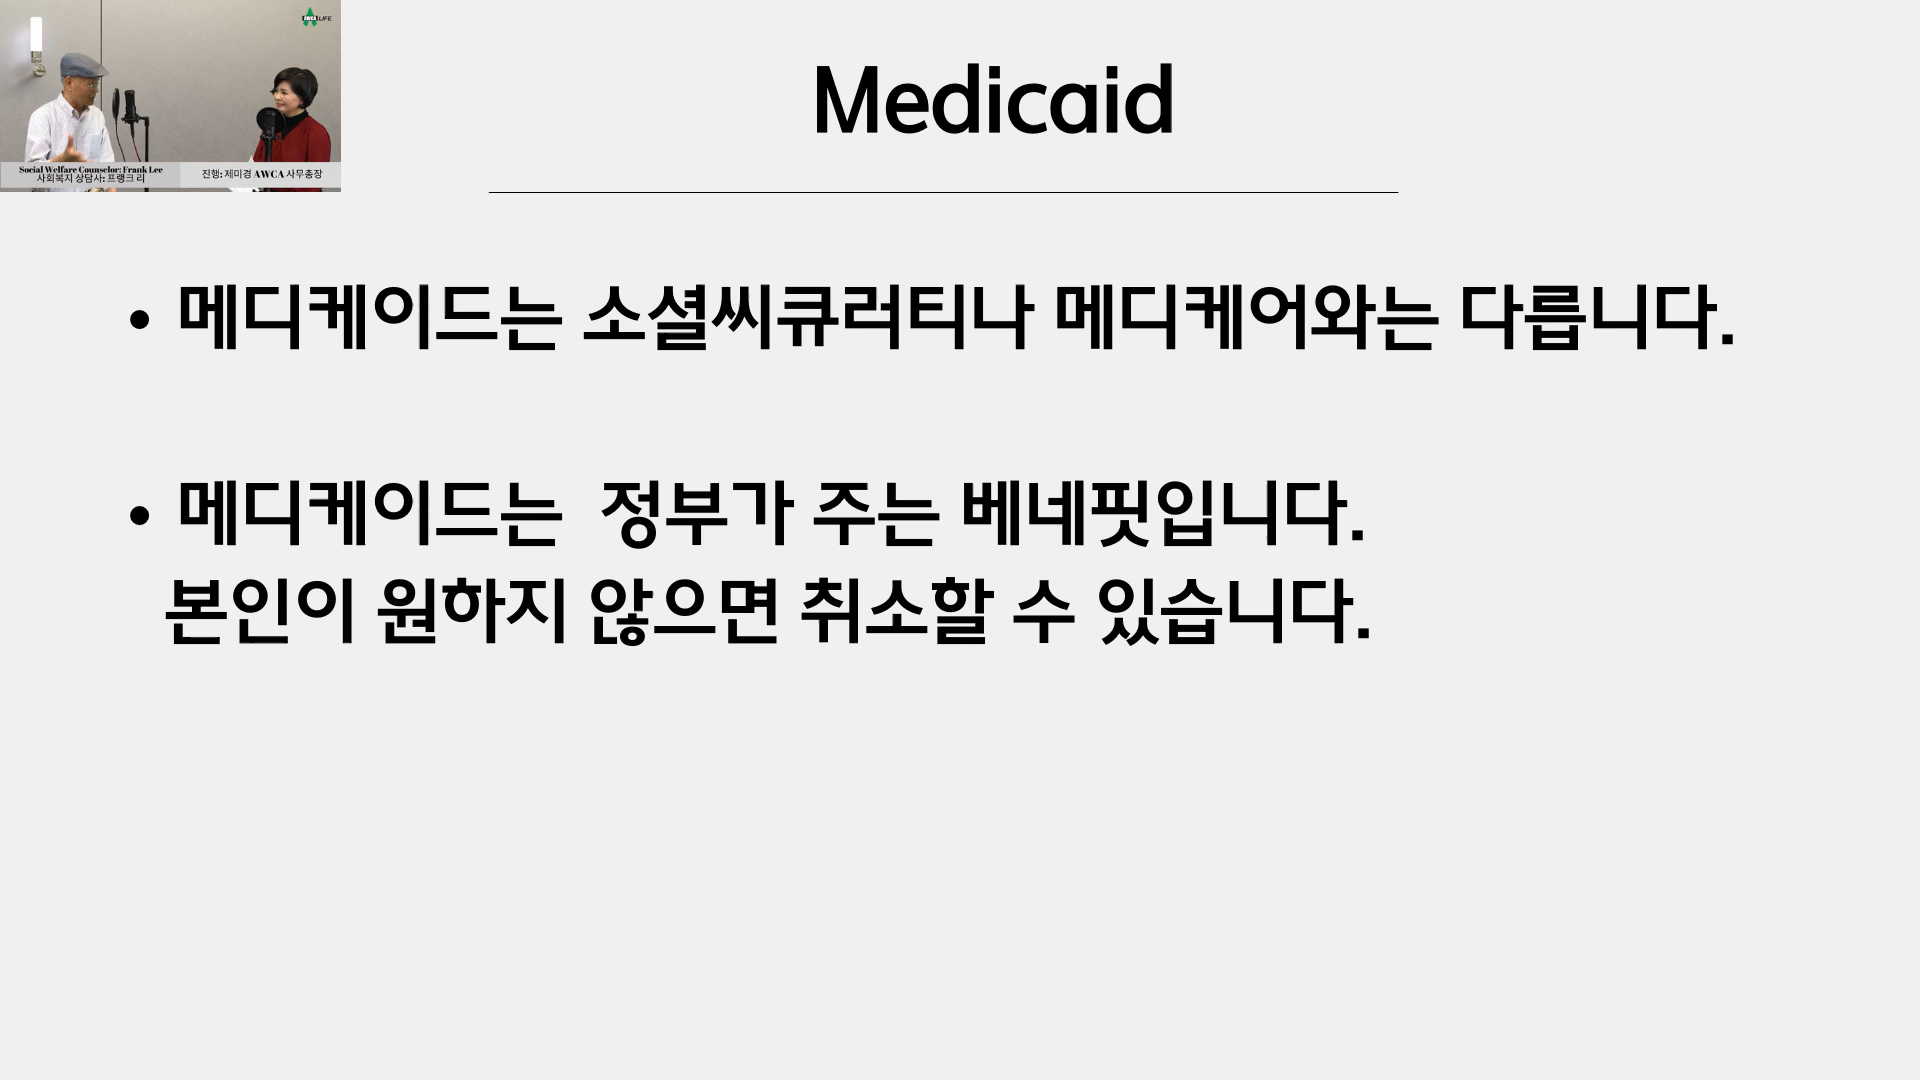 AWCA LIFE
Social Welfare Counselor: Frank Lee
사회복지 상담사: 프랭크 리
진행: 제미경 AWCA 사무총장
Medicaid
• 메디케이드는 소셜씨큐러티나 메디케어와는 다릅니다.
• 메디케이드는 정부가 주는 베네핏입니다.
본인이 원하지 않으면 취소할 수 있습니다.